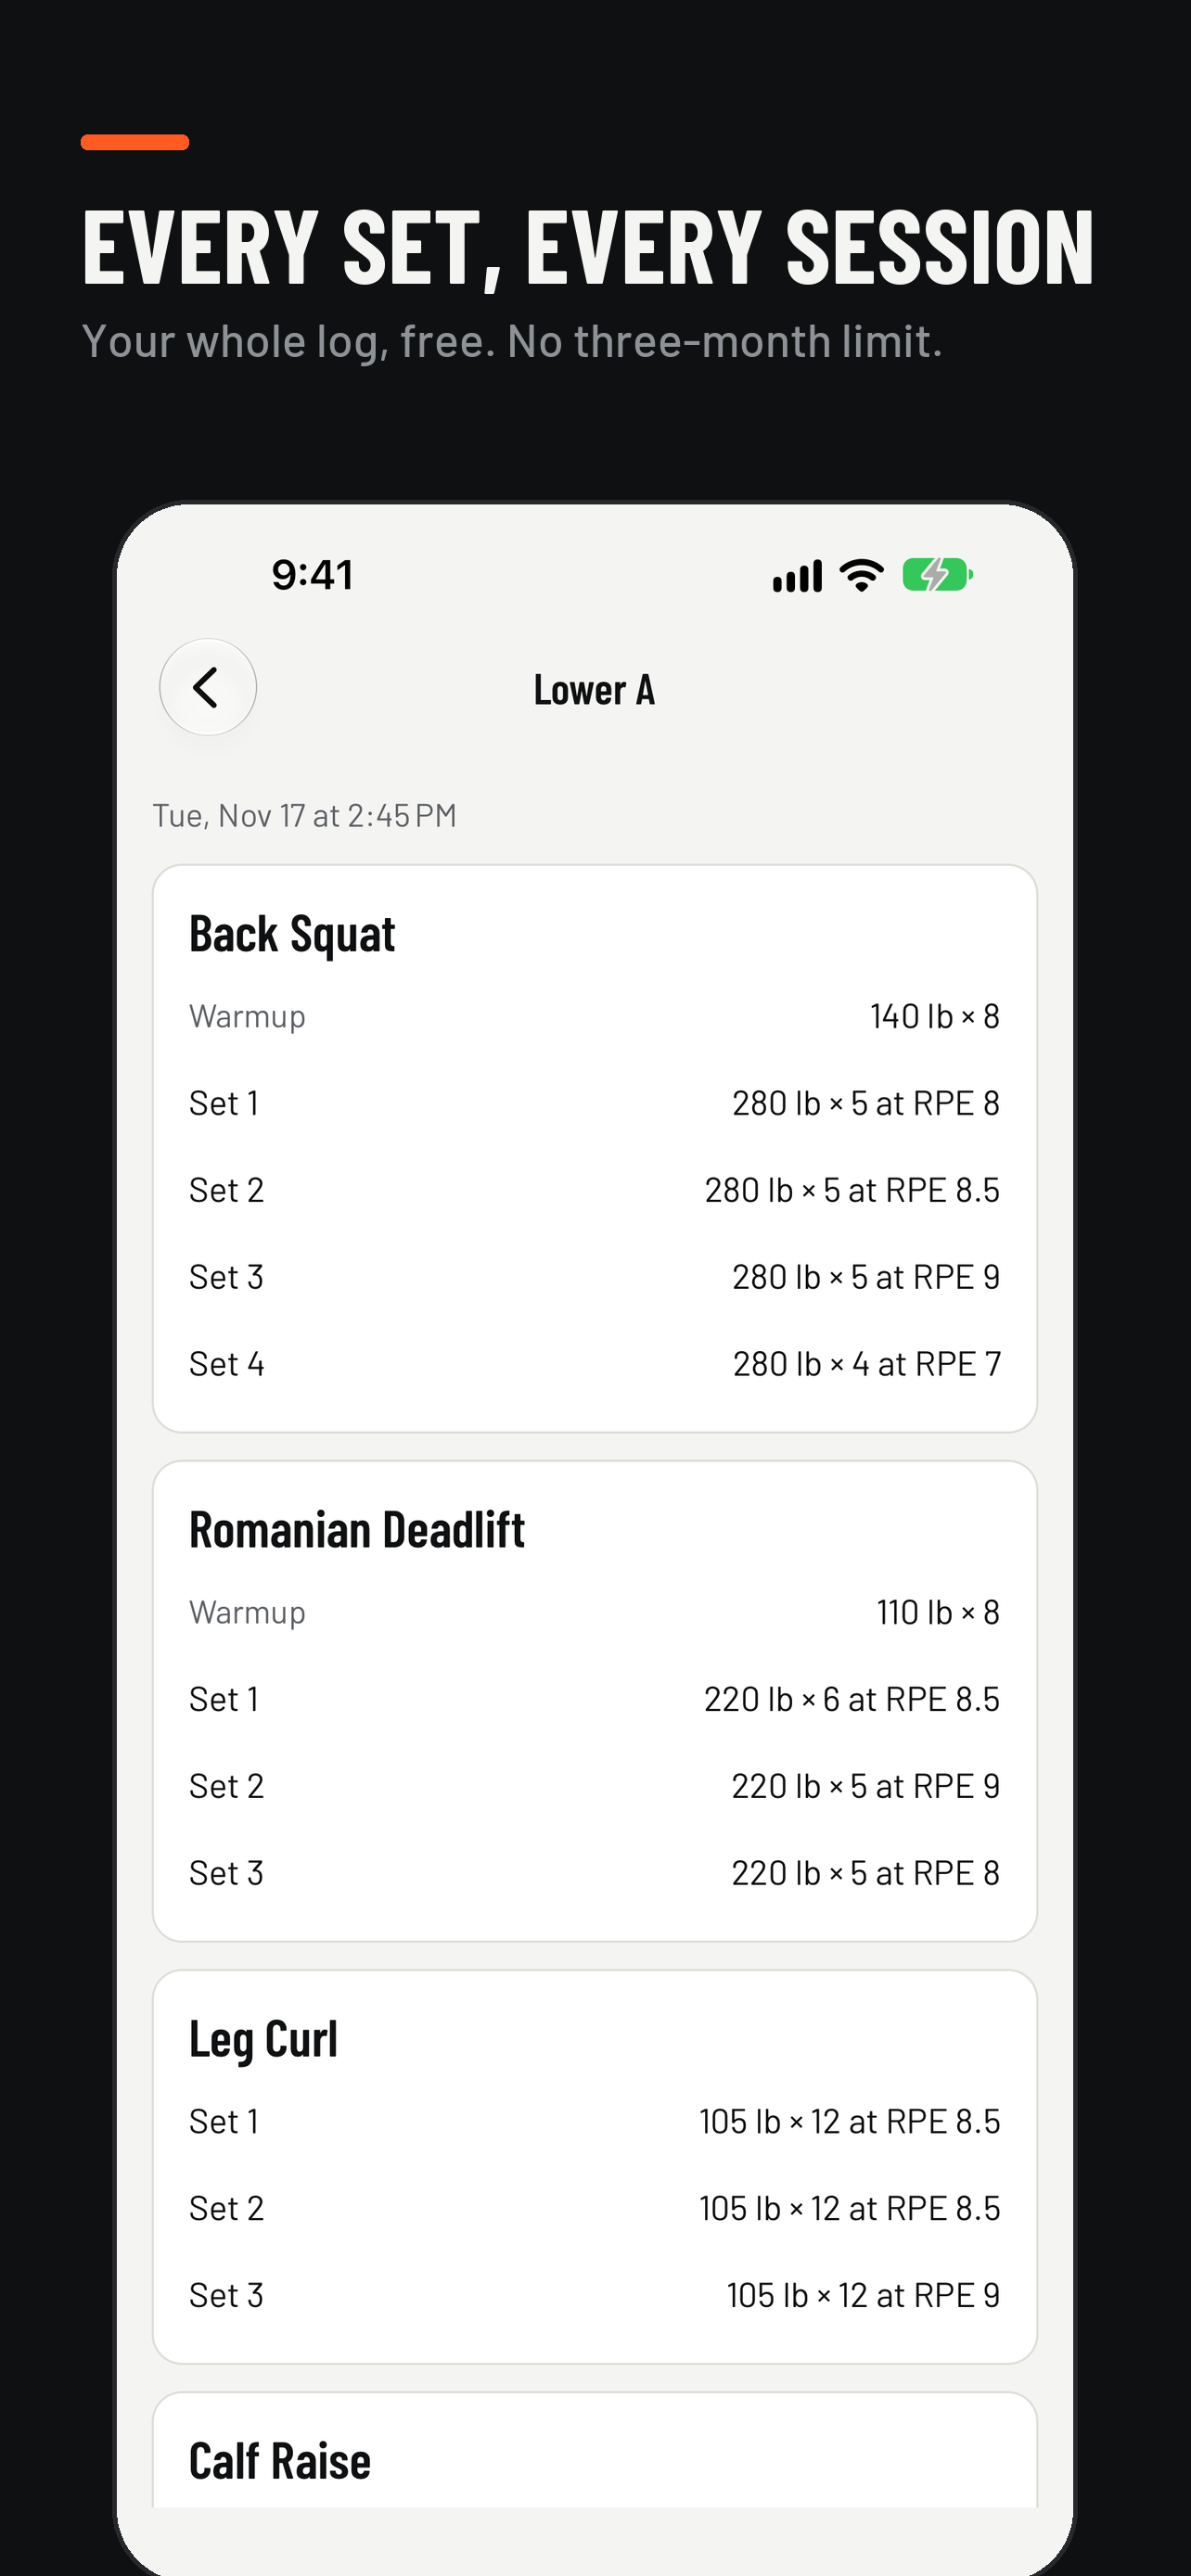 EVERY SET, EVERY SESSION
Your whole log, free. No three-month limit.
9:41
Lower A
Tue, Nov 17 at 2:45 PM
Back Squat
Warmup 140 lb × 8
Set 1 280 lb × 5 at RPE 8
Set 2 280 lb × 5 at RPE 8.5
Set 3 280 lb × 5 at RPE 9
Set 4 280 lb × 4 at RPE 7
Romanian Deadlift
Warmup 110 lb × 8
Set 1 220 lb × 6 at RPE 8.5
Set 2 220 lb × 5 at RPE 9
Set 3 220 lb × 5 at RPE 8
Leg Curl
Set 1 105 lb × 12 at RPE 8.5
Set 2 105 lb × 12 at RPE 8.5
Set 3 105 lb × 12 at RPE 9
Calf Raise